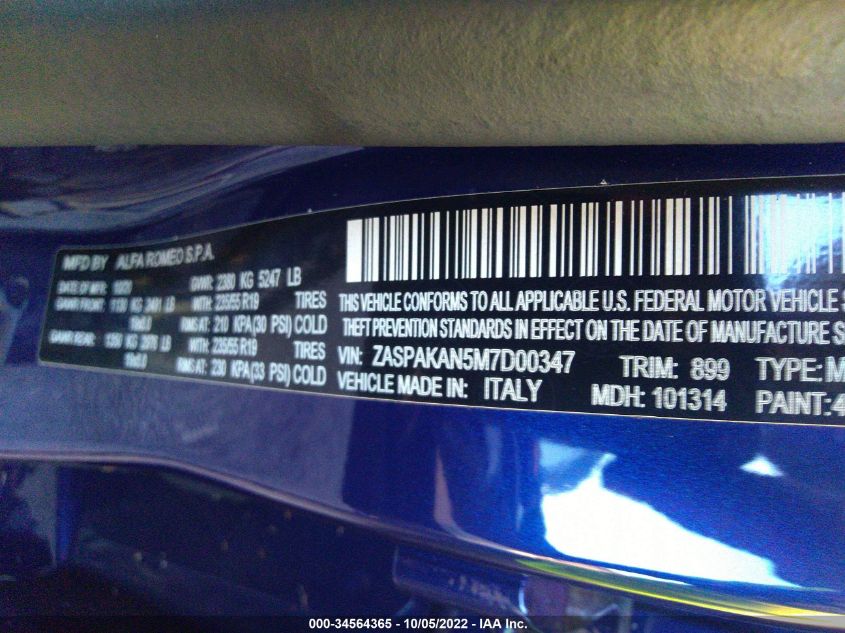 MFD BY ALFA ROMEO S.P.A.
DATE OF MFR 10/20 GVWR: 2380 KG 5247 LB
GAWR FRONT: KG LB WITH: 235/55 R19 TIRES
RIMS AT: 210 KPA(30 PSI) COLD
GAWR REAR: KG LB WITH: 235/55 R19 TIRES
RIMS AT: 230 KPA(33 PSI) COLD
THIS VEHICLE CONFORMS TO ALL APPLICABLE U.S. FEDERAL MOTOR VEHICLE
THEFT PREVENTION STANDARDS IN EFFECT ON THE DATE OF MANUFACTURE
VIN: ZASPAKAN5M7D00347 TRIM: 899 TYPE: M
VEHICLE MADE IN: ITALY MDH: 101314 PAINT: 4
000-34564365 - 10/05/2022 - IAA Inc.